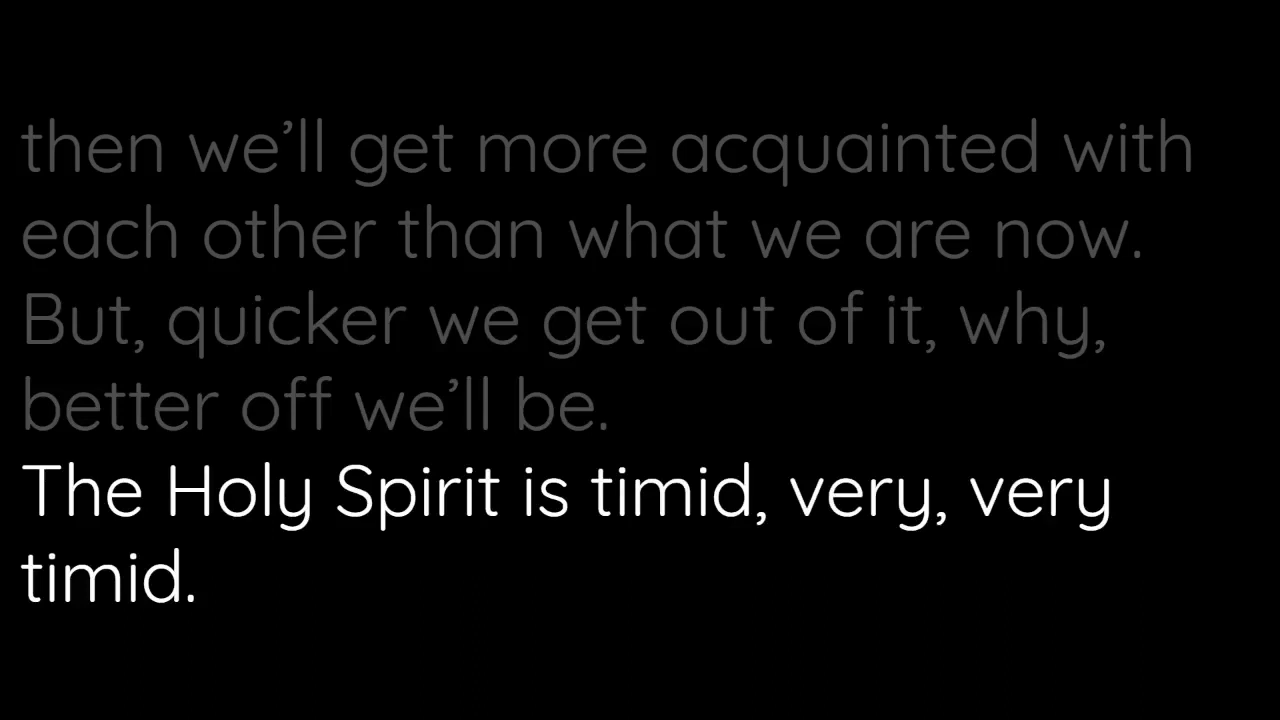 then we’ll get more acquainted with
each other than what we are now.
But, quicker we get out of it, why,
better off we’ll be.
The Holy Spirit is timid, very, very
timid.